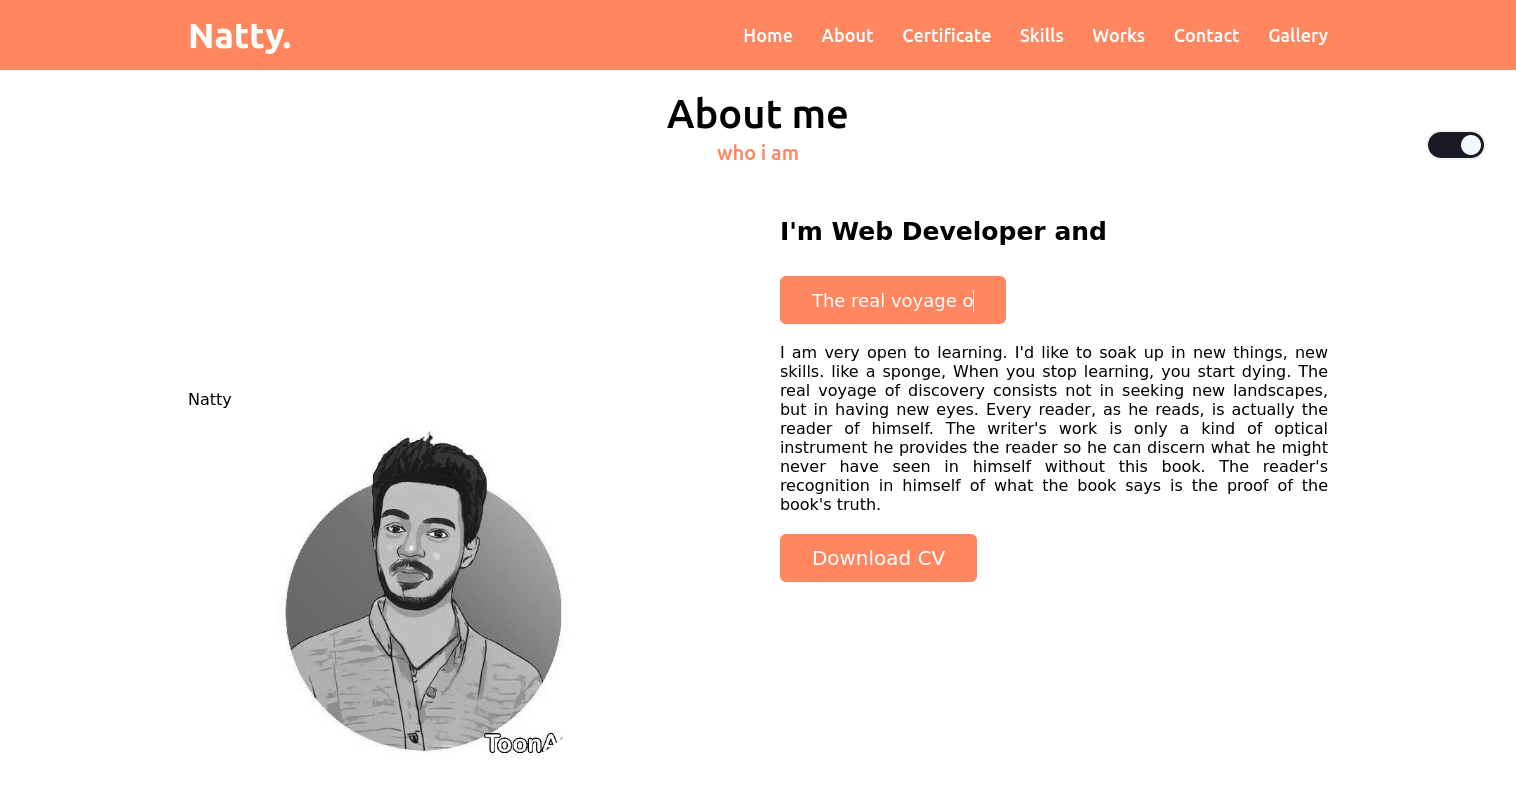 Natty.
Home About Certificate Skills Works Contact Gallery
About me
who i am
Natty
I'm Web Developer and
The real voyage o
I am very open to learning. I'd like to soak up in new things, new
skills. like a sponge, When you stop learning, you start dying. The
real voyage of discovery consists not in seeking new landscapes,
but in having new eyes. Every reader, as he reads, is actually the
reader of himself. The writer's work is only a kind of optical
instrument he provides the reader so he can discern what he might
never have seen in himself without this book. The reader's
recognition in himself of what the book says is the proof of the
book's truth.
Download CV